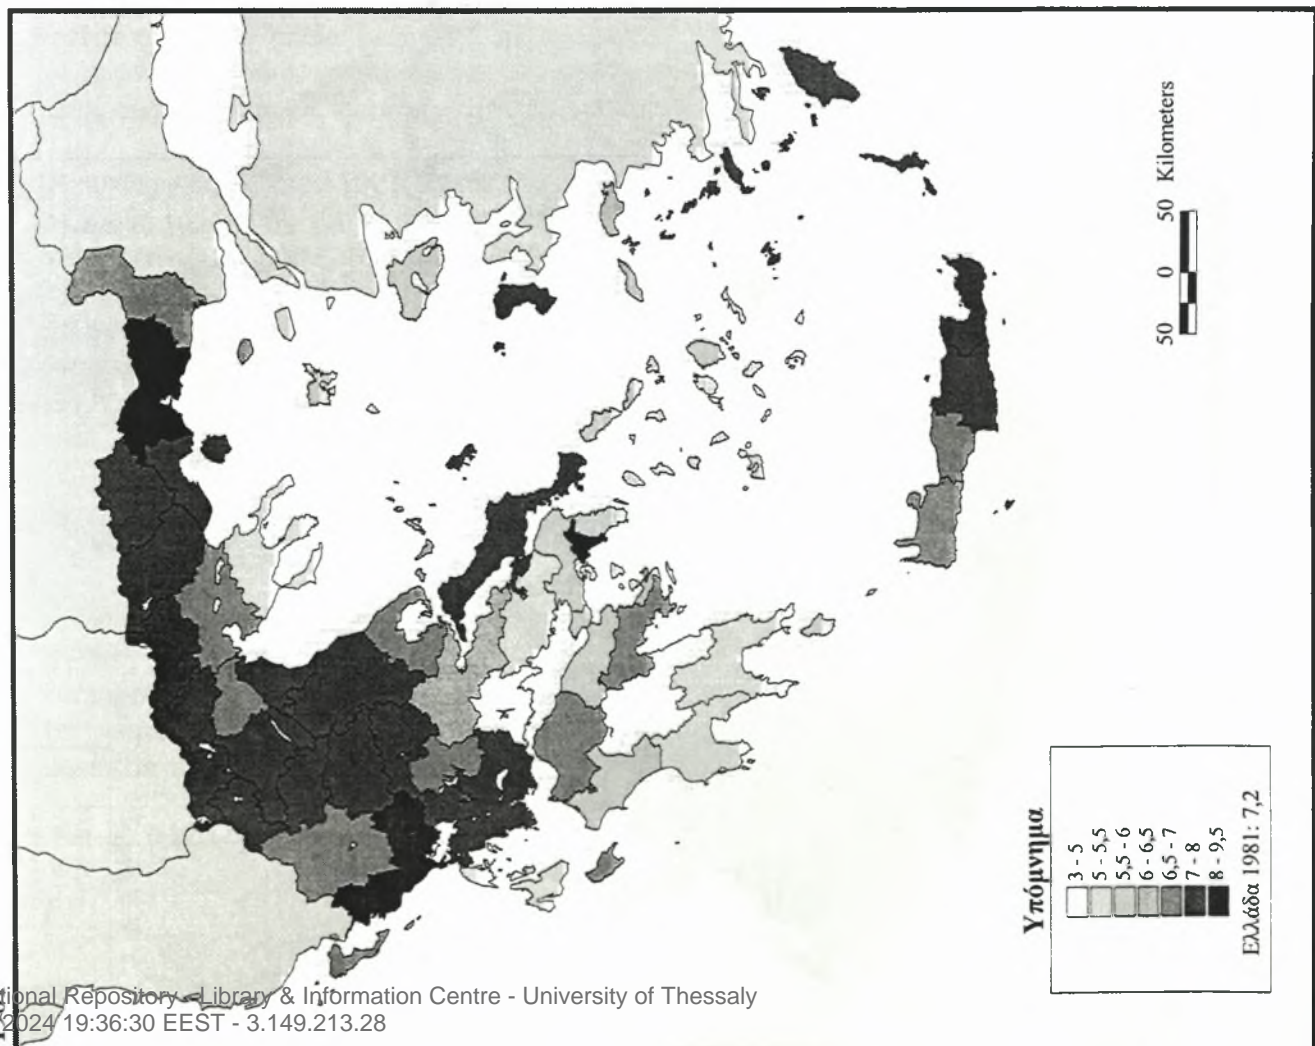 50 0 50 Kilometers
Υπόμνημα
3 - 5
5 - 5,5
5,5 - 6
6 - 6,5
6,5 - 7
7 - 8
8 - 9,5
Ελλάδα 1981: 7,2
Repository - Library & Information Centre - University of Thessaly
2024 19:36:30 EEST - 3.149.213.28